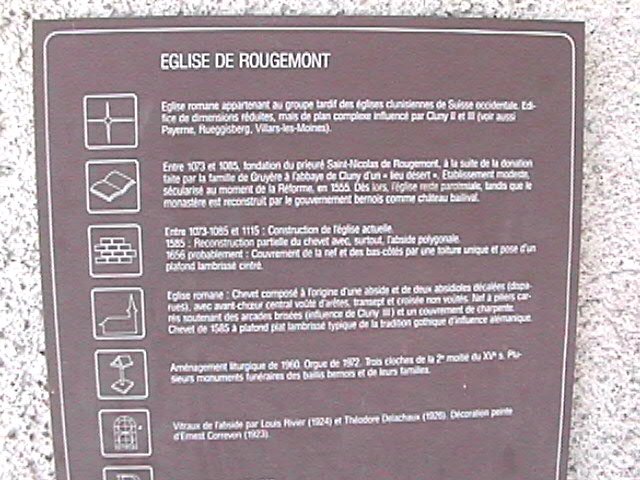 EGLISE DE ROUGEMONT
Eglise romane appartenant au groupe tardif des églises clunisiennes de Suisse occidentale. Edi-
fice de dimensions réduites, mais de plan complexe influencé par Cluny II et III (voir aussi
Payerne, Rueggisberg, Villars-les-Moines).
Entre 1073 et 1085, fondation du prieuré Saint-Nicolas de Rougemont, à la suite de la donation
faite par la famille de Gruyère à l'abbaye de Cluny d'un « lieu désert ». Etablissement modeste,
sécularisé au moment de la Réforme, en 1555. Dès lors, l'église reste paroissiale, tandis que le
monastère est reconstruit par le gouvernement bernois comme château baillival.
Entre 1073-1085 et 1115 : Construction de l'église actuelle.
1585 : Reconstruction partielle du chevet avec, surtout, l'abside polygonale.
1656 probablement : Couvrement de la nef et des bas-côtés par une toiture unique et pose d'un
plafond lambrissé cintré.
Eglise romane : Chevet composé à l'origine d'une abside et de deux absidioles décalées (dispa-
rues), avec avant-chœur central voûté d'arêtes, transept et croisée non voûtés. Nef à piliers car-
rés soutenant des arcades brisées (influence de Cluny III) et un couvrement de charpente.
Chevet de 1585 à plafond plat lambrissé typique de la tradition gothique d'influence alémanique.
Aménagement liturgique de 1960. Orgue de 1972. Trois cloches de la 2e moitié du XVe s. Plu-
sieurs monuments funéraires des baillis bernois et de leurs familles.
Vitraux de l'abside par Louis Rivier (1924) et Théodore Delachaux (1926). Décoration peinte
d'Ernest Correvon (1923).